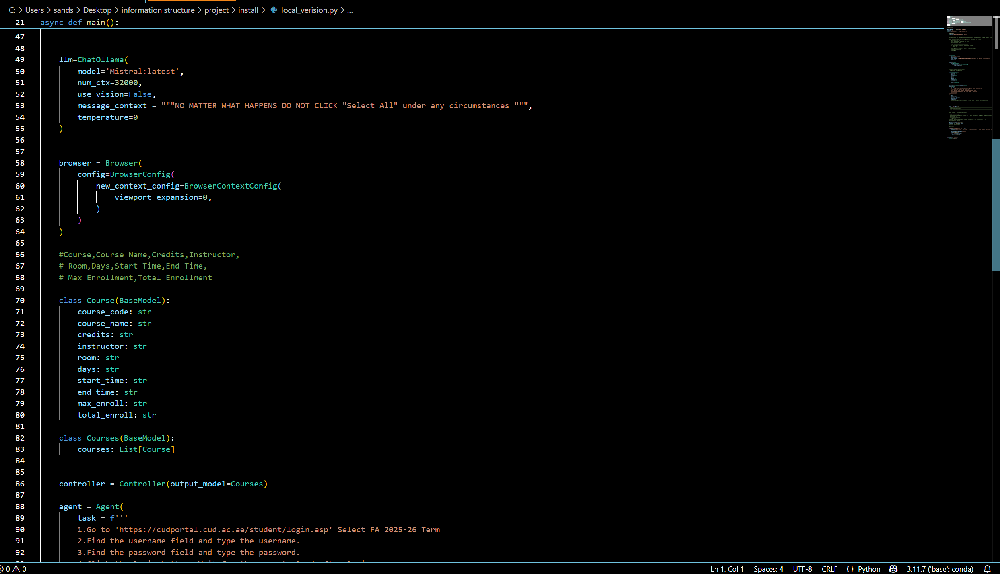 C: > Users > sands > Desktop > information structure > project > install > local_verision.py > ...
21 async def main():
47
48
49 llm=ChatOllama(
50 model='Mistral:latest',
51 num_ctx=32000,
52 use_vision=False,
53 message_context = """NO MATTER WHAT HAPPENS DO NOT CLICK "Select All" under any circumstances """,
54 temperature=0
55 )
56
57
58 browser = Browser(
59 config=BrowserConfig(
60 new_context_config=BrowserContextConfig(
61 viewport_expansion=0,
62 )
63 )
64 )
65
66 #Course,Course Name,Credits,Instructor,
67 # Room,Days,Start Time,End Time,
68 # Max Enrollment,Total Enrollment
69
70 class Course(BaseModel):
71 course_code: str
72 course_name: str
73 credits: str
74 instructor: str
75 room: str
76 days: str
77 start_time: str
78 end_time: str
79 max_enroll: str
80 total_enroll: str
81
82 class Courses(BaseModel):
83 courses: List[Course]
84
85
86 controller = Controller(output_model=Courses)
87
88 agent = Agent(
89 task = f'''
90 1.Go to 'https://cudportal.cud.ac.ae/student/login.asp' Select FA 2025-26 Term
91 2.Find the username field and type the username.
92 3.Find the password field and type the password.
0 0 Ln 1, Col 1 Spaces: 4 UTF-8 CRLF {} Python 3.11.7 ('base': conda)